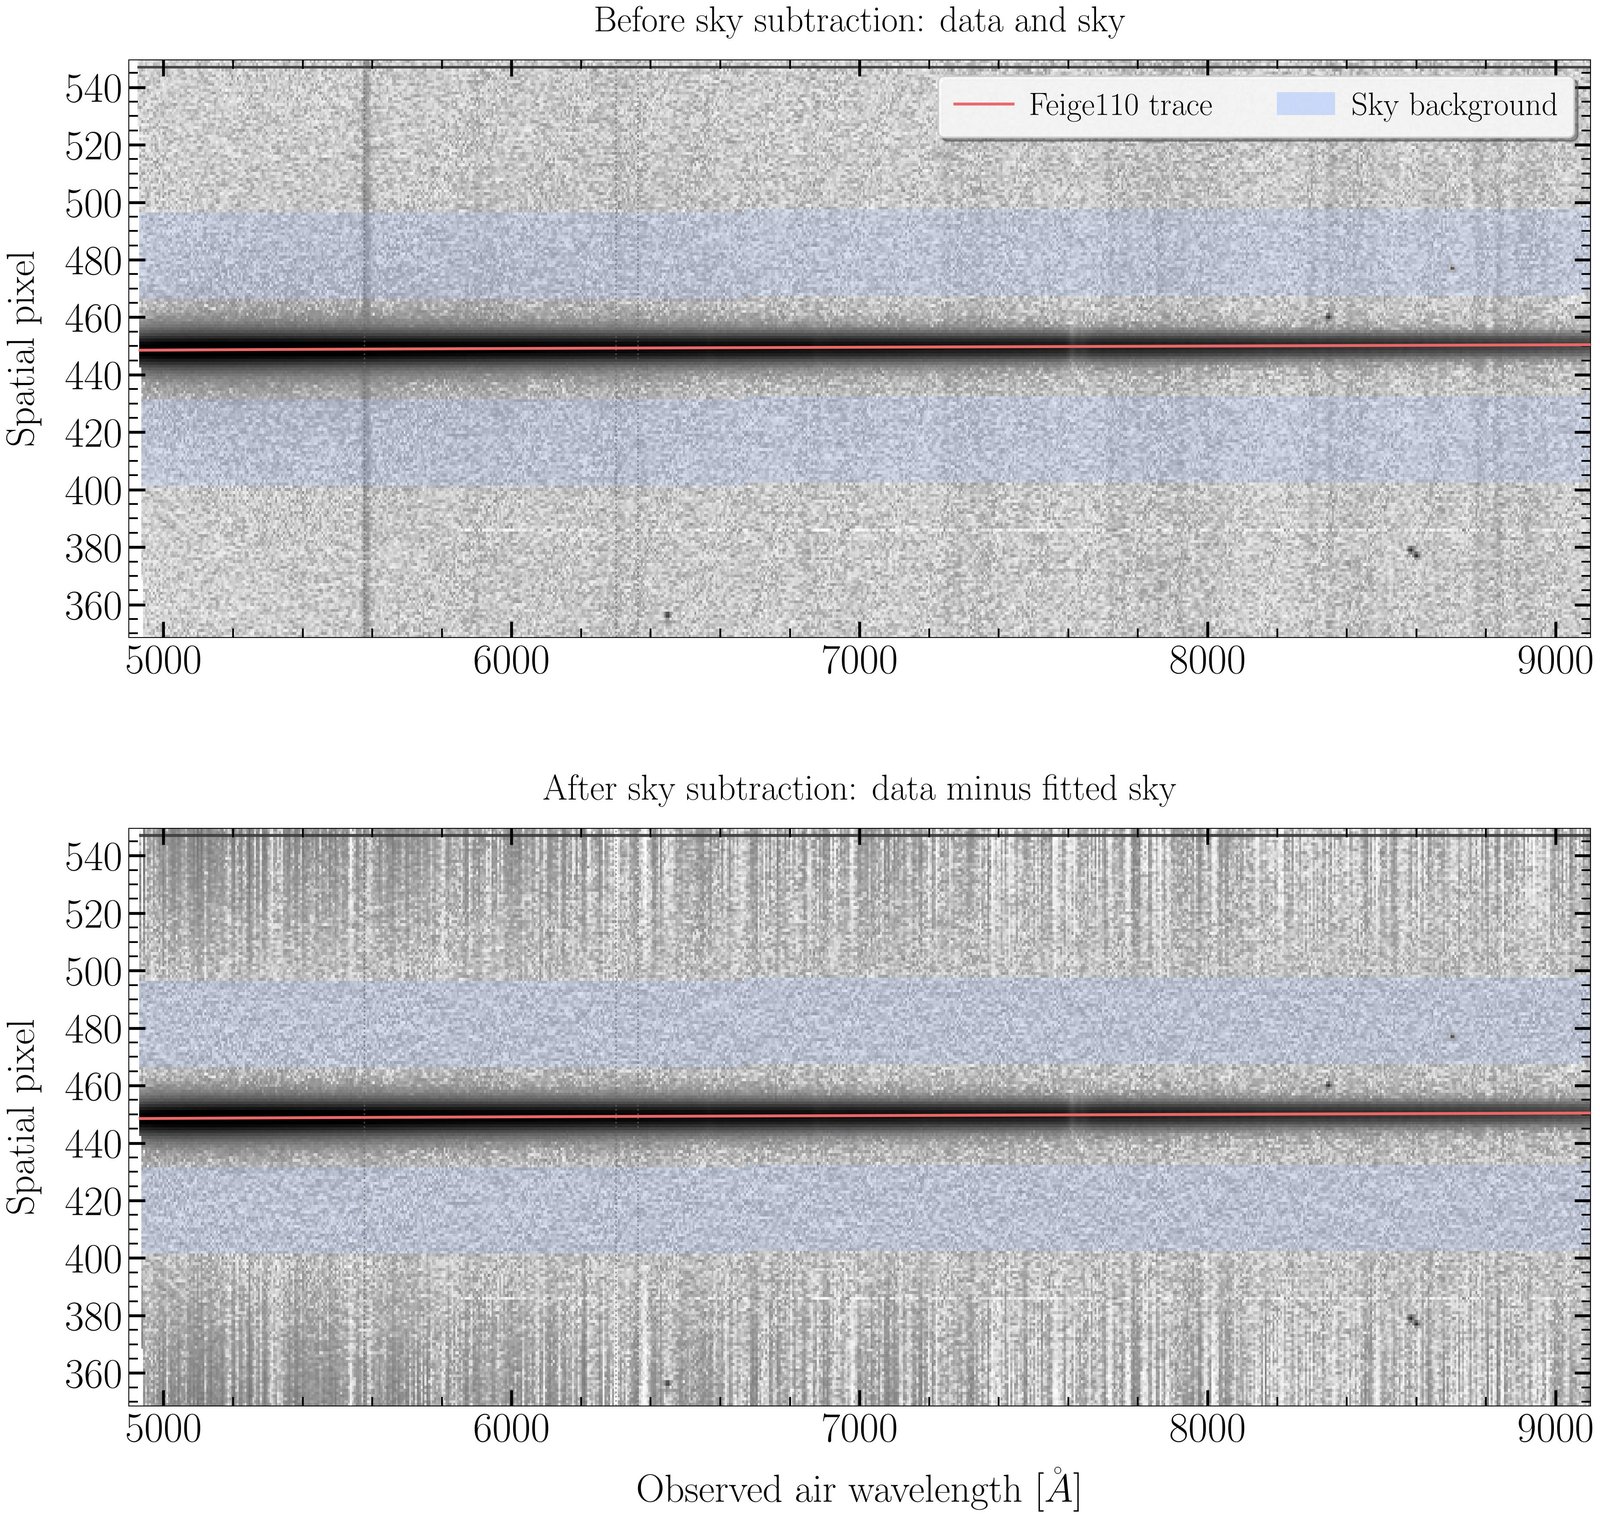 Before sky subtraction: data and sky
Feige110 trace
Sky background
540
520
500
480
460
440
420
400
380
360
Spatial pixel
5000 6000 7000 8000 9000
After sky subtraction: data minus fitted sky
540
520
500
480
460
440
420
400
380
360
Spatial pixel
5000 6000 7000 8000 9000
Observed air wavelength [Å]